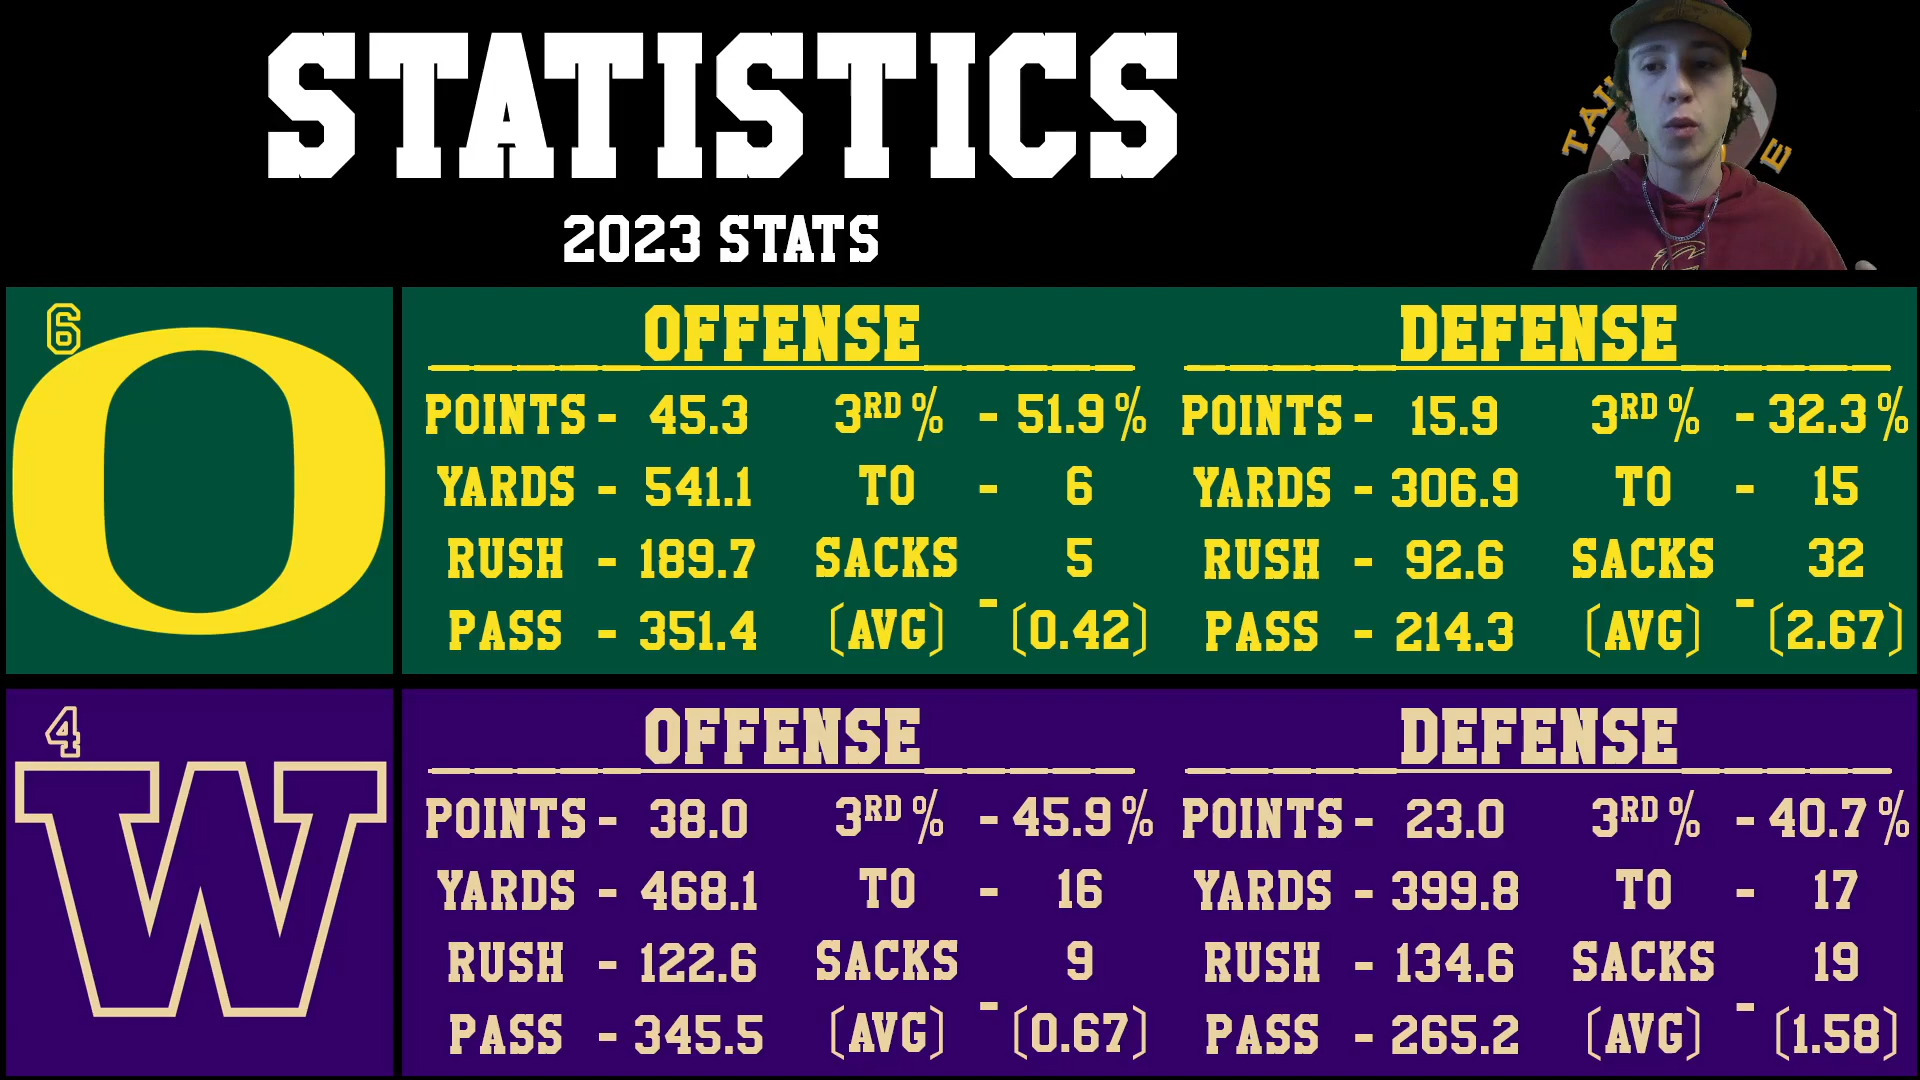 STATISTICS
2023 STATS
TAI
E
6
O
OFFENSE
POINTS - 45.3 3RD % - 51.9 %
YARDS - 541.1 TO - 6
RUSH - 189.7 SACKS 5
PASS - 351.4 (AVG) - (0.42)
DEFENSE
POINTS - 15.9 3RD % - 32.3 %
YARDS - 306.9 TO - 15
RUSH - 92.6 SACKS 32
PASS - 214.3 (AVG) - (2.67)
4
W
OFFENSE
POINTS - 38.0 3RD % - 45.9 %
YARDS - 468.1 TO - 16
RUSH - 122.6 SACKS 9
PASS - 345.5 (AVG) - (0.67)
DEFENSE
POINTS - 23.0 3RD % - 40.7 %
YARDS - 399.8 TO - 17
RUSH - 134.6 SACKS 19
PASS - 265.2 (AVG) - (1.58)